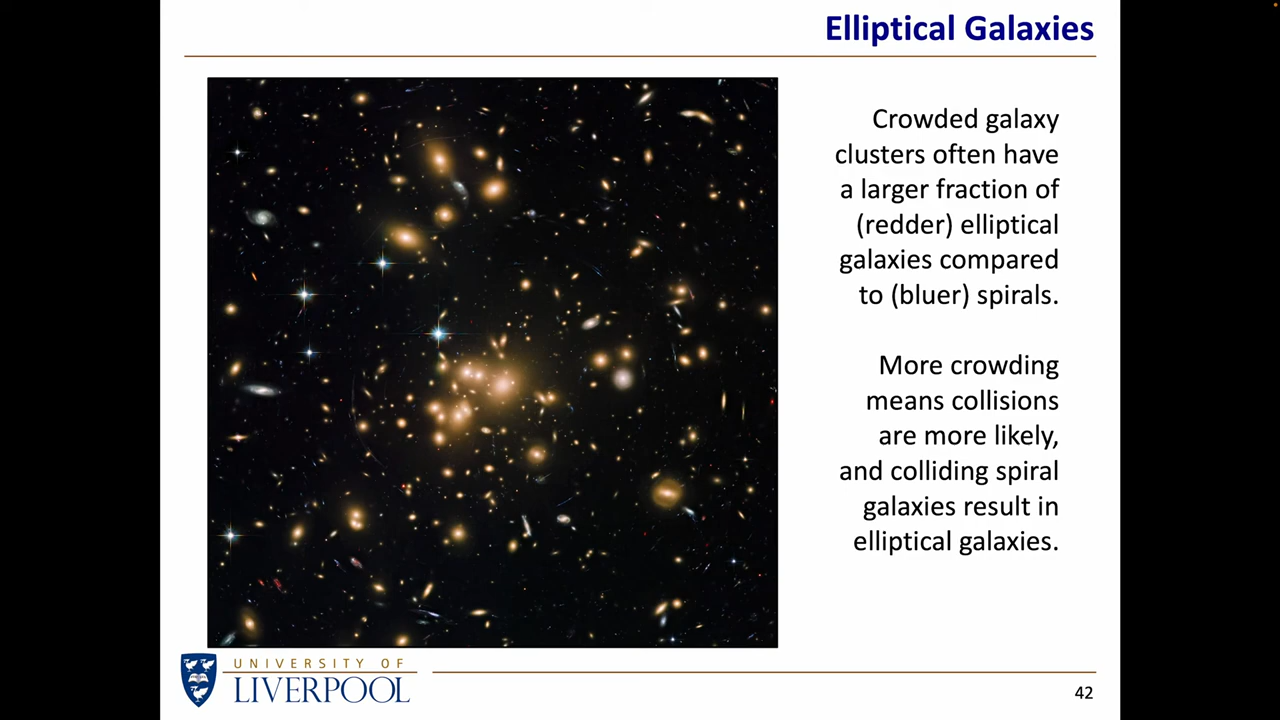 Elliptical Galaxies
Crowded galaxy
clusters often have
a larger fraction of
(redder) elliptical
galaxies compared
to (bluer) spirals.
More crowding
means collisions
are more likely,
and colliding spiral
galaxies result in
elliptical galaxies.
UNIVERSITY OF
LIVERPOOL
42